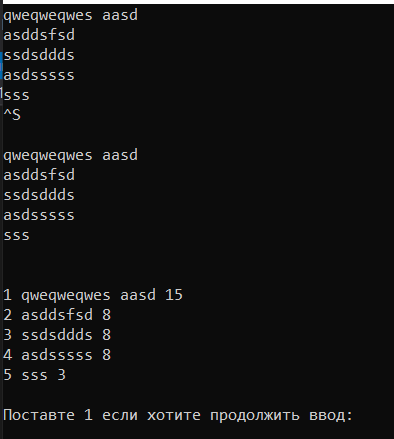 qweqweqwes aasd
asddsfsd
ssdsddds
asdsssss
sss
^S
qweqweqwes aasd
asddsfsd
ssdsddds
asdsssss
sss
1 qweqweqwes aasd 15
2 asddsfsd 8
3 ssdsddds 8
4 asdsssss 8
5 sss 3
Поставте 1 если хотите продолжить ввод: